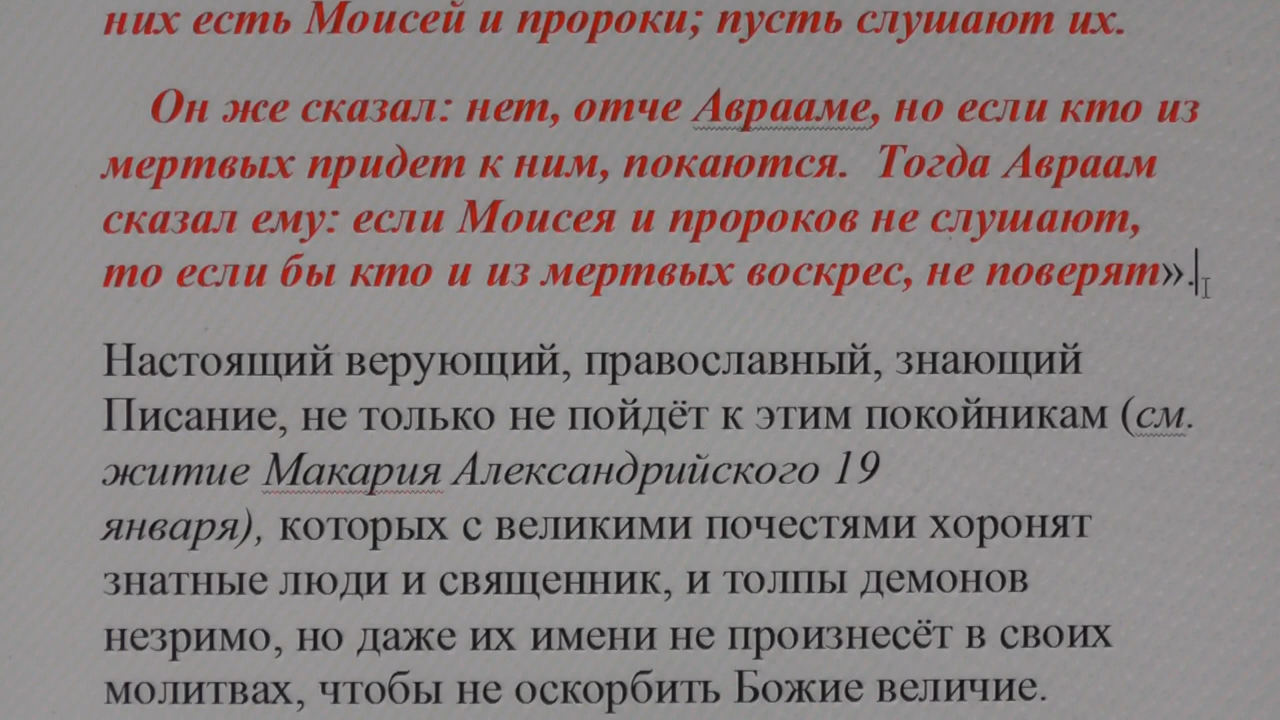 них есть Моисей и пророки; пусть слушают их.
Он же сказал: нет, отче Аврааме, но если кто из
мертвых придет к ним, покаются. Тогда Авраам
сказал ему: если Моисея и пророков не слушают,
то если бы кто и из мертвых воскрес, не поверят».
Настоящий верующий, православный, знающий
Писание, не только не пойдёт к этим покойникам (см.
житие Макария Александрийского 19
января), которых с великими почестями хоронят
знатные люди и священник, и толпы демонов
незримо, но даже их имени не произнесёт в своих
молитвах, чтобы не оскорбить Божие величие.